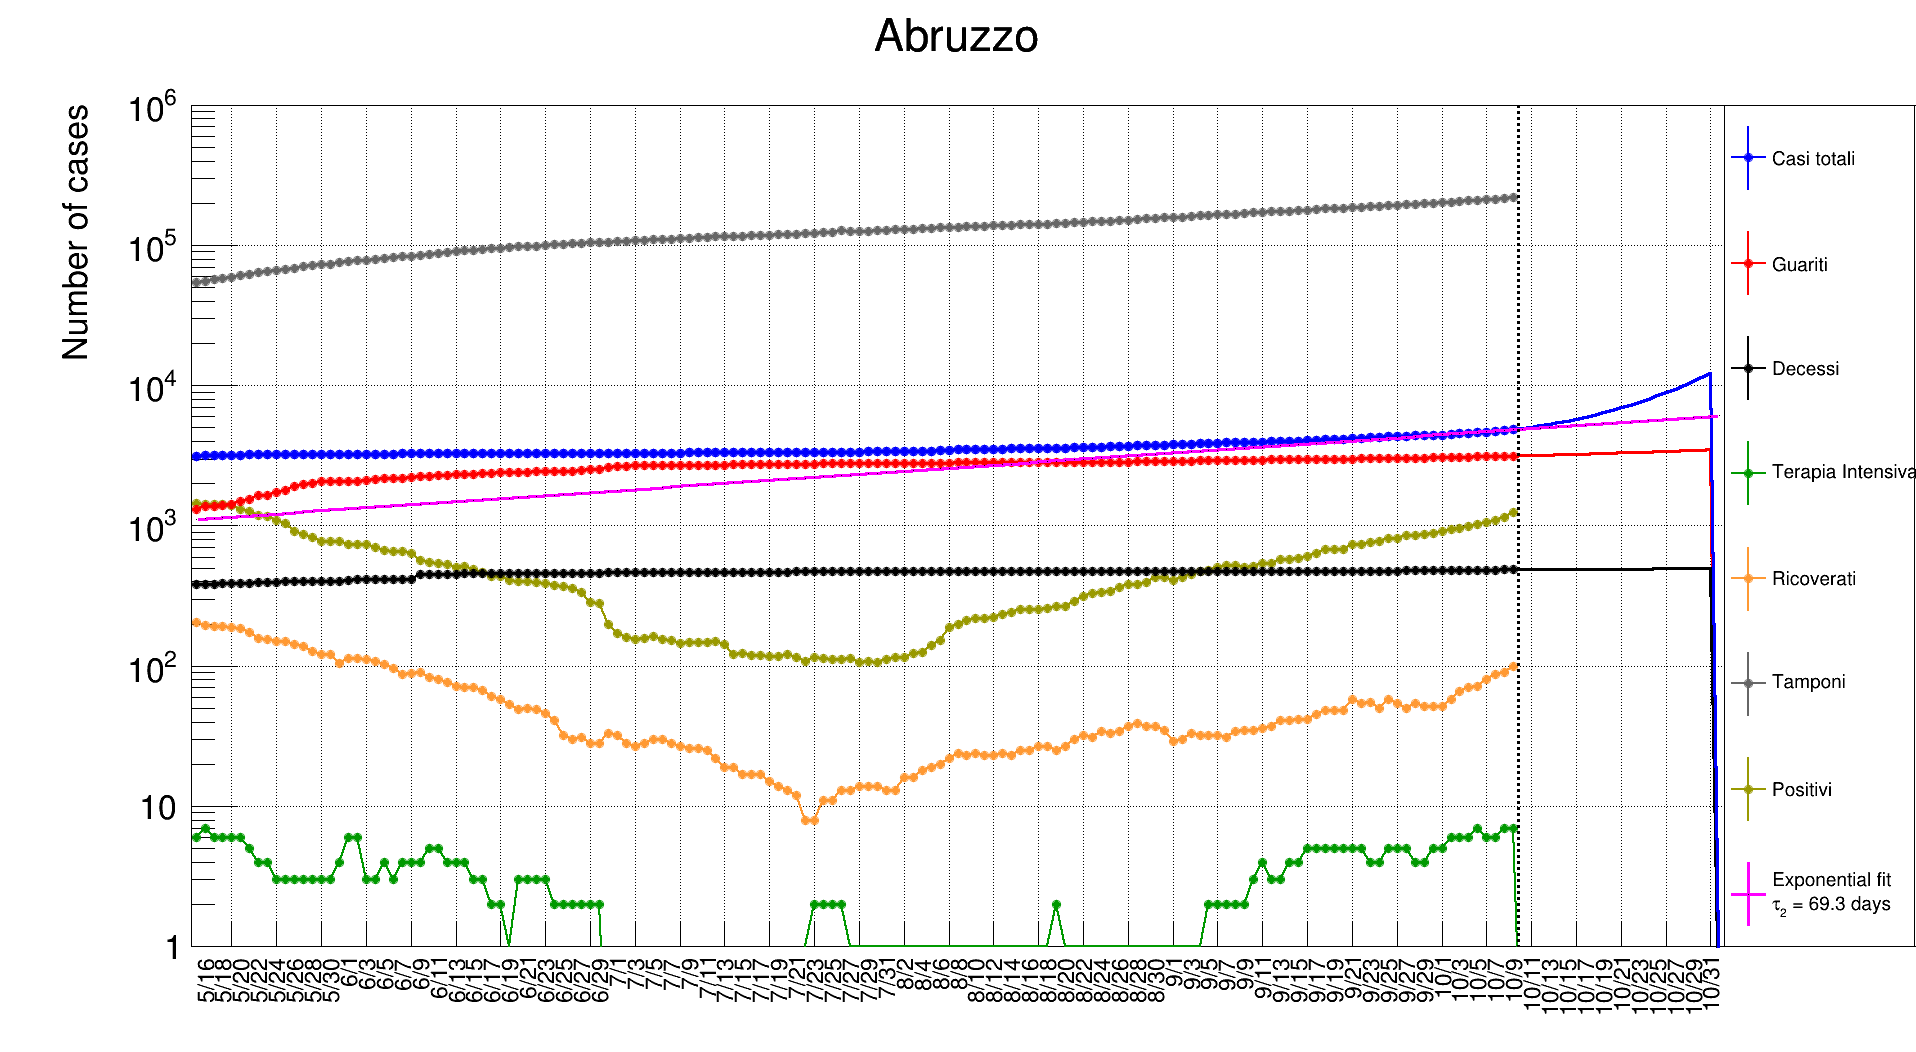 Abruzzo
Number of cases
10^6
10^5
10^4
10^3
10^2
10
1
5/16 5/18 5/20 5/22 5/24 5/26 5/28 5/30 6/1 6/3 6/5 6/7 6/9 6/11 6/13 6/15 6/17 6/19 6/21 6/23 6/25 6/27 6/29 7/1 7/3 7/5 7/7 7/9 7/11 7/13 7/15 7/17 7/19 7/21 7/23 7/25 7/27 7/29 7/31 8/2 8/4 8/6 8/8 8/10 8/12 8/14 8/16 8/18 8/20 8/22 8/24 8/26 8/28 8/30 9/1 9/3 9/5 9/7 9/9 9/11 9/13 9/15 9/17 9/19 9/21 9/23 9/25 9/27 9/29 10/1 10/3 10/5 10/7 10/9 10/11 10/13 10/15 10/17 10/19 10/21 10/23 10/25 10/27 10/29 10/31
Casi totali
Guariti
Decessi
Terapia Intensiva
Ricoverati
Tamponi
Positivi
Exponential fit
τ₂ = 69.3 days